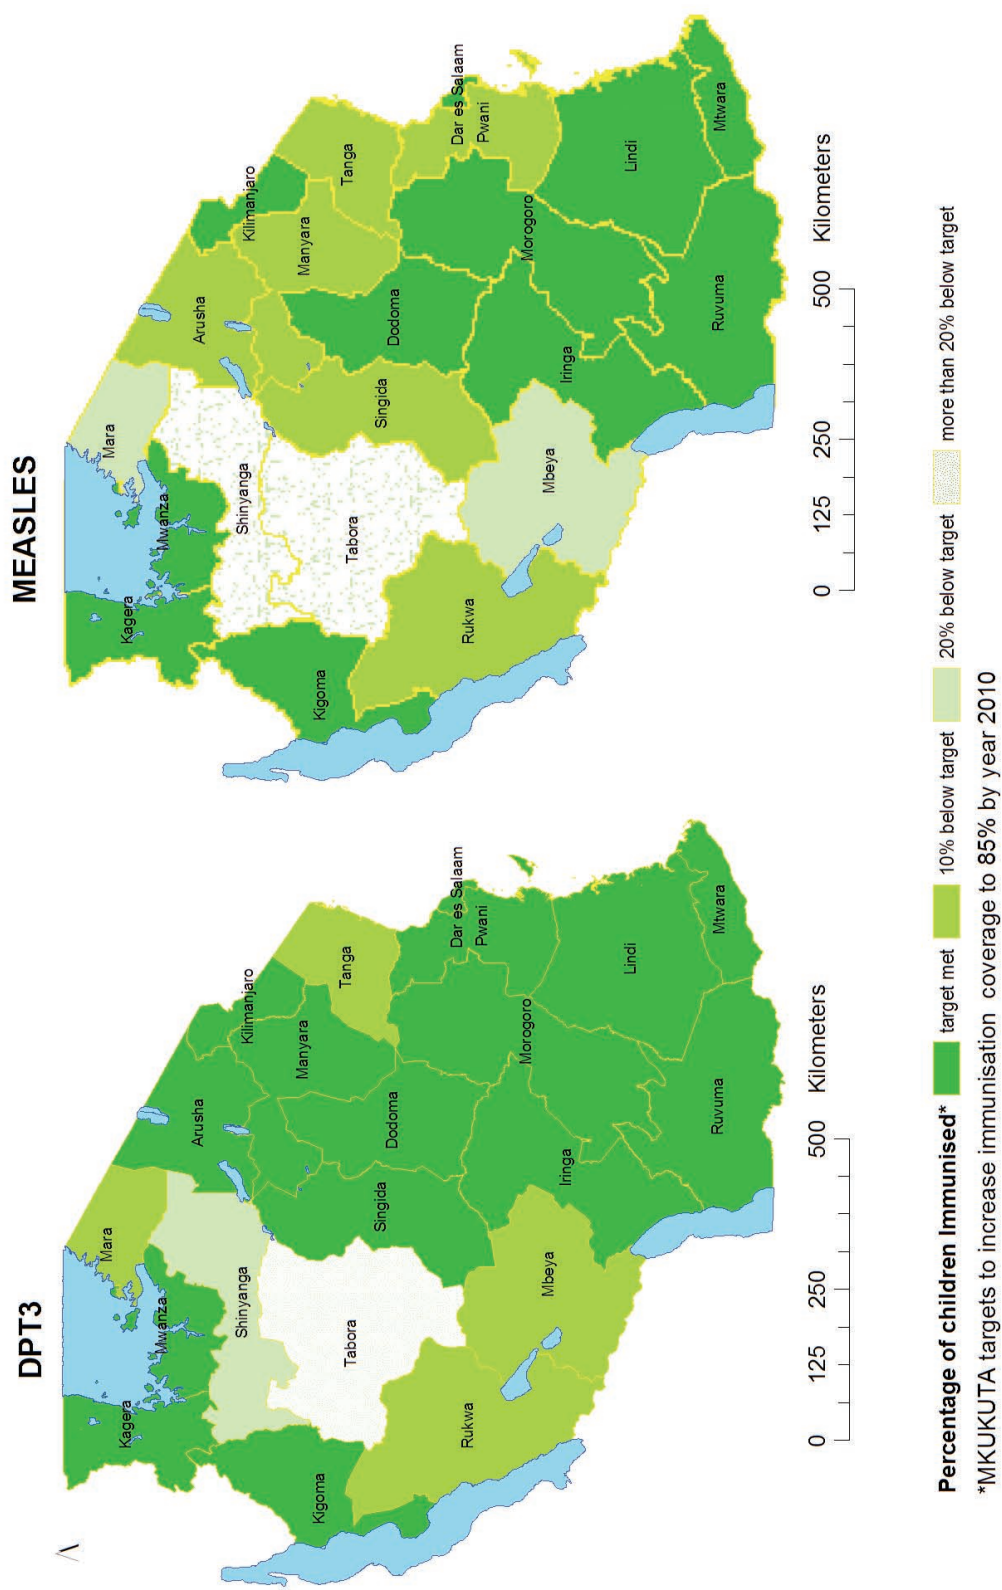 DPT3
Kagera
Mwanza
Mara
Arusha
Kilimanjaro
Shinyanga
Manyara
Tanga
Kigoma
Tabora
Singida
Dodoma
Dar es Salaam
Pwani
Rukwa
Mbeya
Iringa
Morogoro
Lindi
Ruvuma
Mtwara
0 125 250 500 Kilometers
MEASLES
Kagera
Mwanza
Mara
Arusha
Kilimanjaro
Shinyanga
Manyara
Tanga
Kigoma
Tabora
Singida
Dodoma
Dar es Salaam
Pwani
Rukwa
Mbeya
Iringa
Morogoro
Lindi
Ruvuma
Mtwara
0 125 250 500 Kilometers
Percentage of children Immunised* target met 10% below target 20% below target more than 20% below target
*MKUKUTA targets to increase immunisation coverage to 85% by year 2010